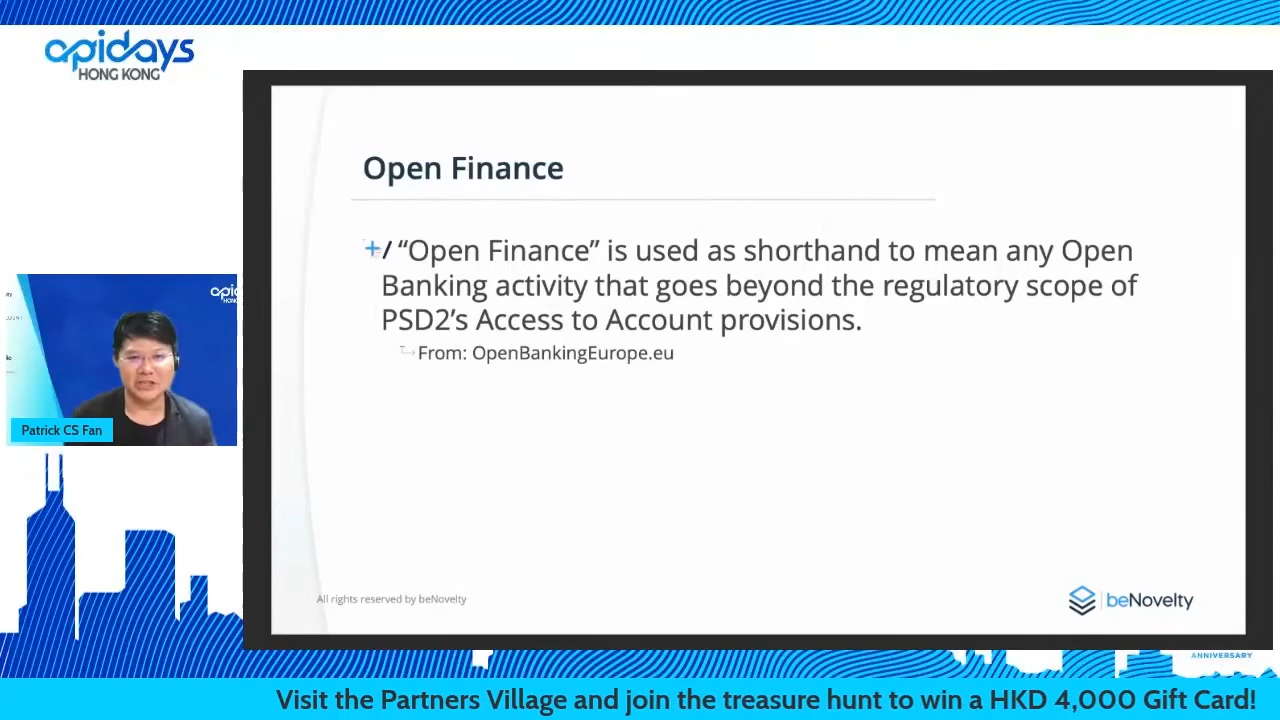 apidays
HONG KONG
Open Finance
/ “Open Finance” is used as shorthand to mean any Open
Banking activity that goes beyond the regulatory scope of
PSD2’s Access to Account provisions.
From: OpenBankingEurope.eu
apid
HONG
Patrick CS Fan
All rights reserved by beNovelty
beNovelty
ANNIVERSARY
Visit the Partners Village and join the treasure hunt to win a HKD 4,000 Gift Card!